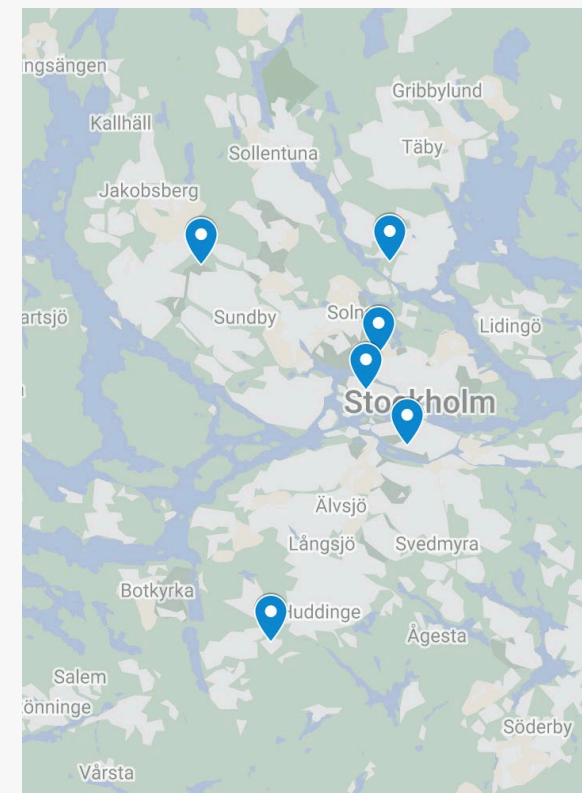 ngsängen
Gribbylund
Kallhäll
Täby
Sollentuna
Jakobsberg
artsjö
Sundby
Soln
Lidingö
Stockholm
Älvsjö
Långsjö
Svedmyra
Botkyrka
Huddinge
Ågesta
Salem
önninge
Söderby
Vårsta